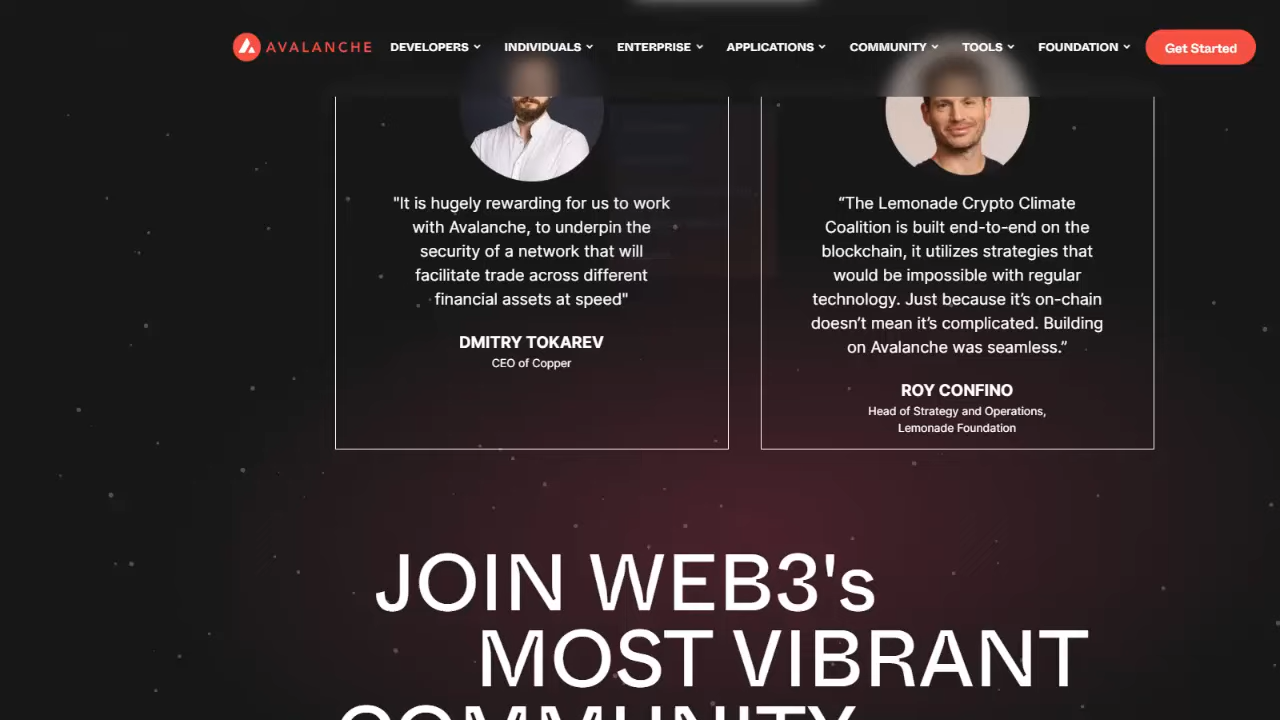 AVALANCHE DEVELOPERS INDIVIDUALS ENTERPRISE APPLICATIONS COMMUNITY TOOLS FOUNDATION Get Started
"It is hugely rewarding for us to work
with Avalanche, to underpin the
security of a network that will
facilitate trade across different
financial assets at speed"
DMITRY TOKAREV
CEO of Copper
“The Lemonade Crypto Climate
Coalition is built end-to-end on the
blockchain, it utilizes strategies that
would be impossible with regular
technology. Just because it’s on-chain
doesn’t mean it’s complicated. Building
on Avalanche was seamless.”
ROY CONFINO
Head of Strategy and Operations,
Lemonade Foundation
JOIN WEB3's
MOST VIBRANT
COMMUNITY